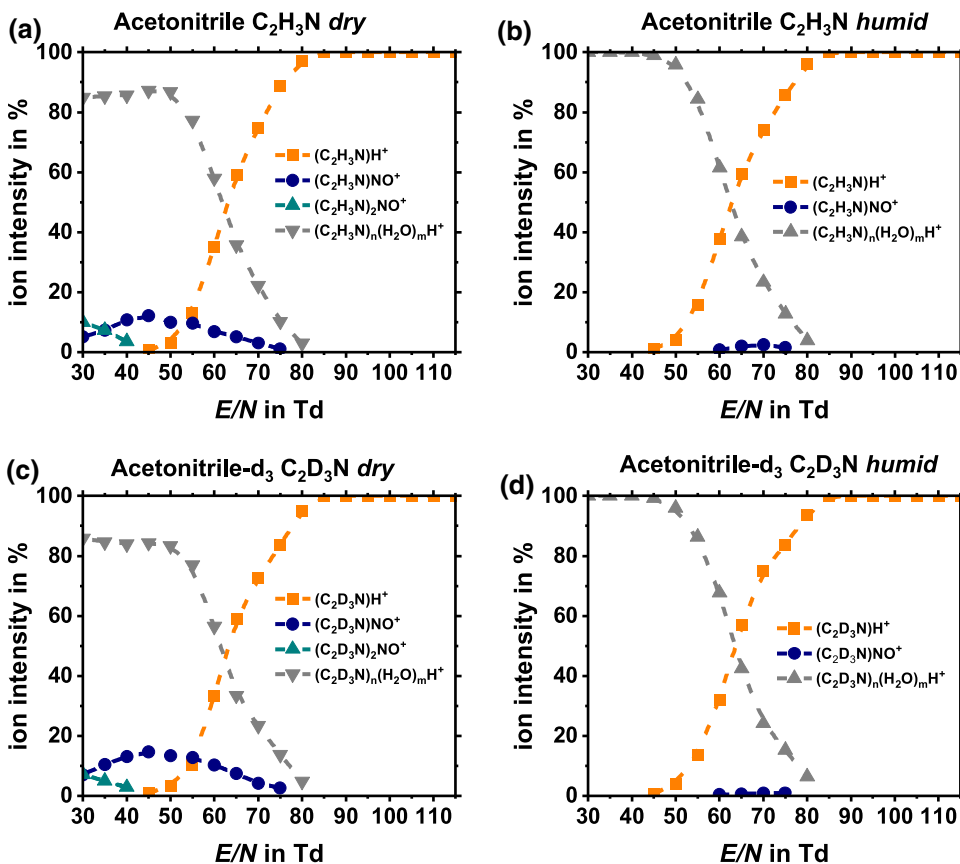 (a) Acetonitrile C₂H₃N dry
ion intensity in %
100
80
60
40
20
0
(C₂H₃N)H⁺
(C₂H₃N)NO⁺
(C₂H₃N)₂NO⁺
(C₂H₃N)ₙ(H₂O)ₘH⁺
30 40 50 60 70 80 90 100 110
E/N in Td
(b) Acetonitrile C₂H₃N humid
ion intensity in %
100
80
60
40
20
0
(C₂H₃N)H⁺
(C₂H₃N)NO⁺
(C₂H₃N)ₙ(H₂O)ₘH⁺
30 40 50 60 70 80 90 100 110
E/N in Td
(c) Acetonitrile-d₃ C₂D₃N dry
ion intensity in %
100
80
60
40
20
0
(C₂D₃N)H⁺
(C₂D₃N)NO⁺
(C₂D₃N)₂NO⁺
(C₂D₃N)ₙ(H₂O)ₘH⁺
30 40 50 60 70 80 90 100 110
E/N in Td
(d) Acetonitrile-d₃ C₂D₃N humid
ion intensity in %
100
80
60
40
20
0
(C₂D₃N)H⁺
(C₂D₃N)NO⁺
(C₂D₃N)ₙ(H₂O)ₘH⁺
30 40 50 60 70 80 90 100 110
E/N in Td